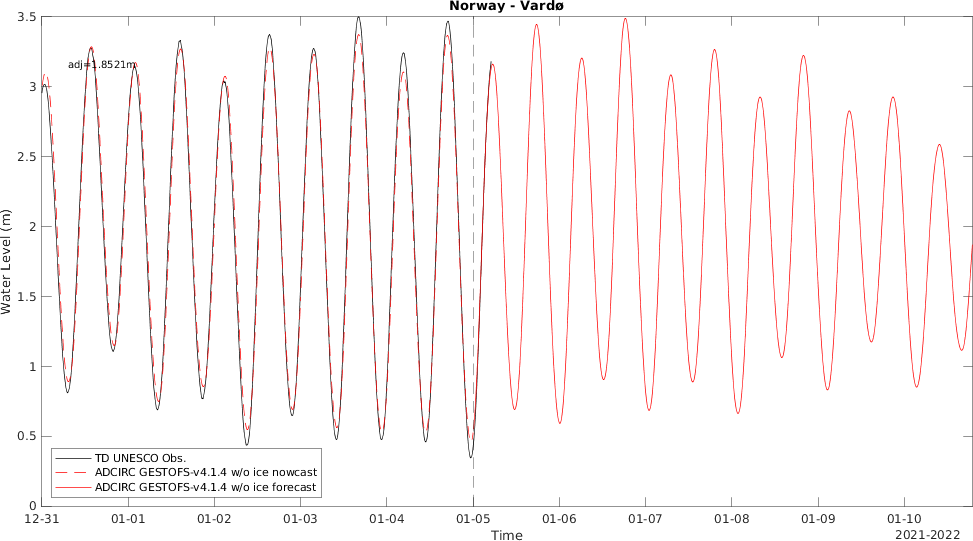 Norway - Vardø
3.5
adj=1.8521m
3
2.5
2
1.5
1
0.5
0
Water Level (m)
TD UNESCO Obs.
ADCIRC GESTOFS-v4.1.4 w/o ice nowcast
ADCIRC GESTOFS-v4.1.4 w/o ice forecast
12-31 01-01 01-02 01-03 01-04 01-05 01-06 01-07 01-08 01-09 01-10
Time
2021-2022